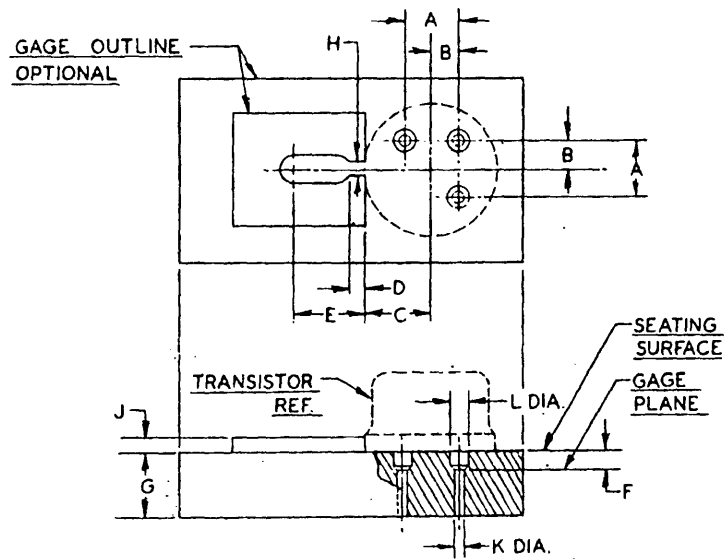 A
H
B
GAGE OUTLINE
OPTIONAL
B
A
D
E
C
SEATING
SURFACE
TRANSISTOR
REF.
L DIA.
GAGE
PLANE
J
G
F
K DIA.